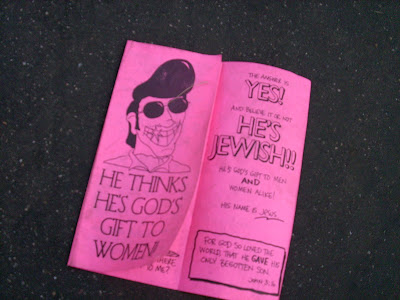 HE THINKS
HE'S GOD'S
GIFT TO
WOMEN!
THERE
ME?
THE ANSWER IS
YES!
AND BELIEVE IT OR NOT
HE'S
JEWISH!!
HE'S GOD'S GIFT TO MEN
AND
WOMEN ALIKE!
HIS NAME IS JESUS
FOR GOD SO LOVED THE
WORLD THAT HE GAVE HIS
ONLY BEGOTTEN SON.
JOHN 3:16